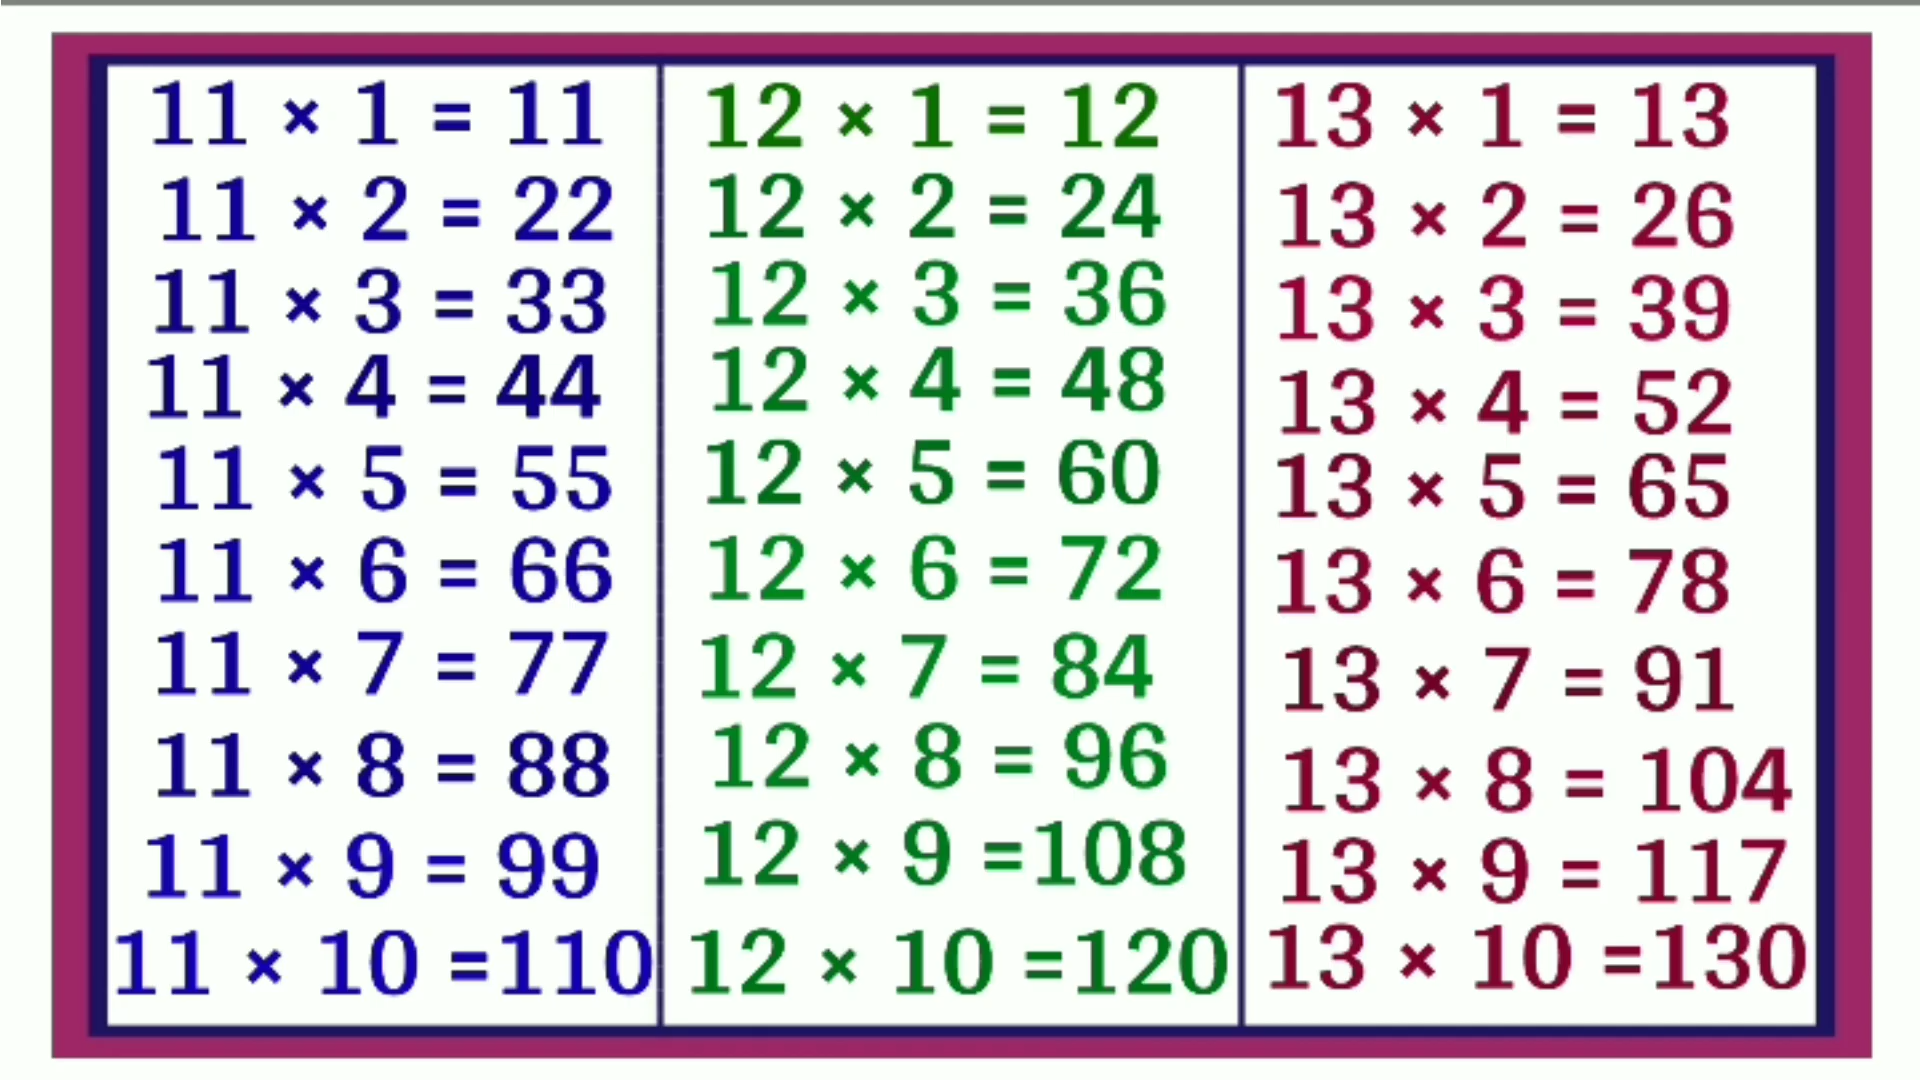 11 × 1 = 11
11 × 2 = 22
11 × 3 = 33
11 × 4 = 44
11 × 5 = 55
11 × 6 = 66
11 × 7 = 77
11 × 8 = 88
11 × 9 = 99
11 × 10 =110
12 × 1 = 12
12 × 2 = 24
12 × 3 = 36
12 × 4 = 48
12 × 5 = 60
12 × 6 = 72
12 × 7 = 84
12 × 8 = 96
12 × 9 =108
12 × 10 =120
13 × 1 = 13
13 × 2 = 26
13 × 3 = 39
13 × 4 = 52
13 × 5 = 65
13 × 6 = 78
13 × 7 = 91
13 × 8 = 104
13 × 9 = 117
13 × 10 =130